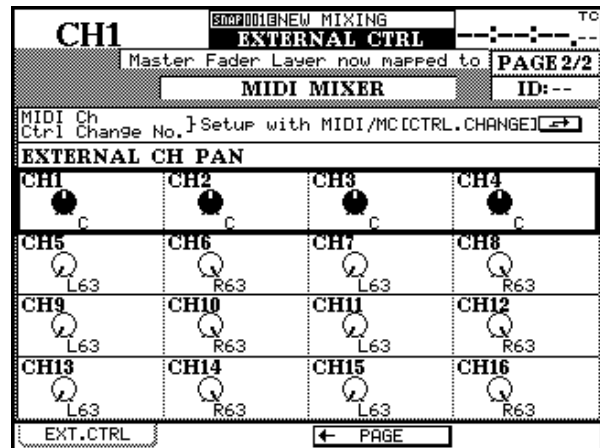 CH1 SNAP001 NEW MIXING TC
EXTERNAL CTRL --:--:--.--
Master Fader Layer now mapped to PAGE 2/2
MIDI MIXER ID: --
MIDI Ch
Ctrl Change No. } Setup with MIDI/MC[CTRL.CHANGE]
EXTERNAL CH PAN
CH1 CH2 CH3 CH4
C C C C
CH5 CH6 CH7 CH8
L63 R63 L63 R63
CH9 CH10 CH11 CH12
L63 R63 L63 R63
CH13 CH14 CH15 CH16
L63 R63 L63 R63
EXT.CTRL ← PAGE